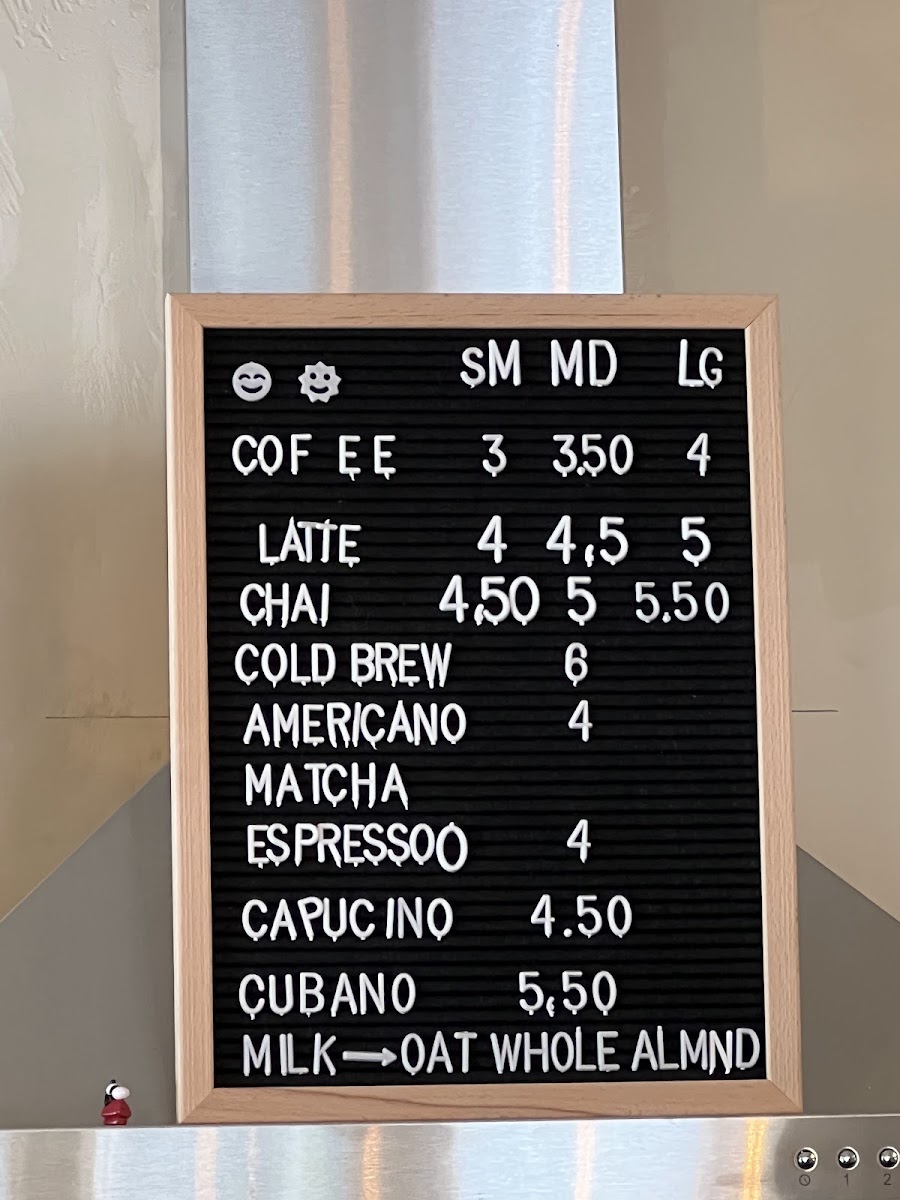 SM MD LG
COF EE 3 3.50 4
LATTE 4 4,5 5
CHAI 4,50 5 5.50
COLD BREW 6
AMERICANO 4
MATCHA
ESPRESSOO 4
CAPUCINO 4.50
CUBANO 5,50
MILK→OAT WHOLE ALMND
1 2